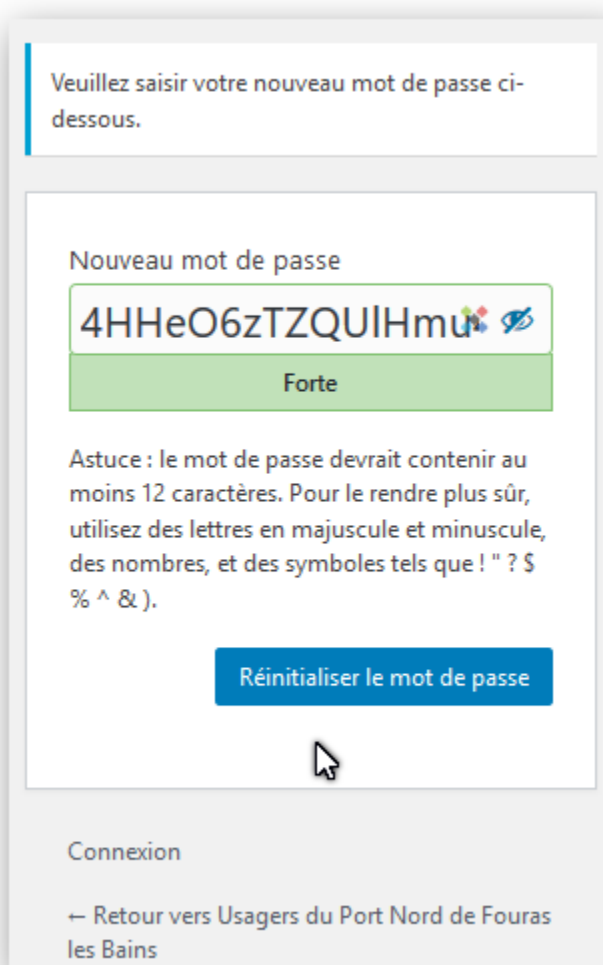 Veuillez saisir votre nouveau mot de passe ci-
dessous.
Nouveau mot de passe
4HHeO6zTZQUlHmu
Forte
Astuce : le mot de passe devrait contenir au
moins 12 caractères. Pour le rendre plus sûr,
utilisez des lettres en majuscule et minuscule,
des nombres, et des symboles tels que ! " ? $
% ^ & ).
Réinitialiser le mot de passe
Connexion
← Retour vers Usagers du Port Nord de Fouras
les Bains